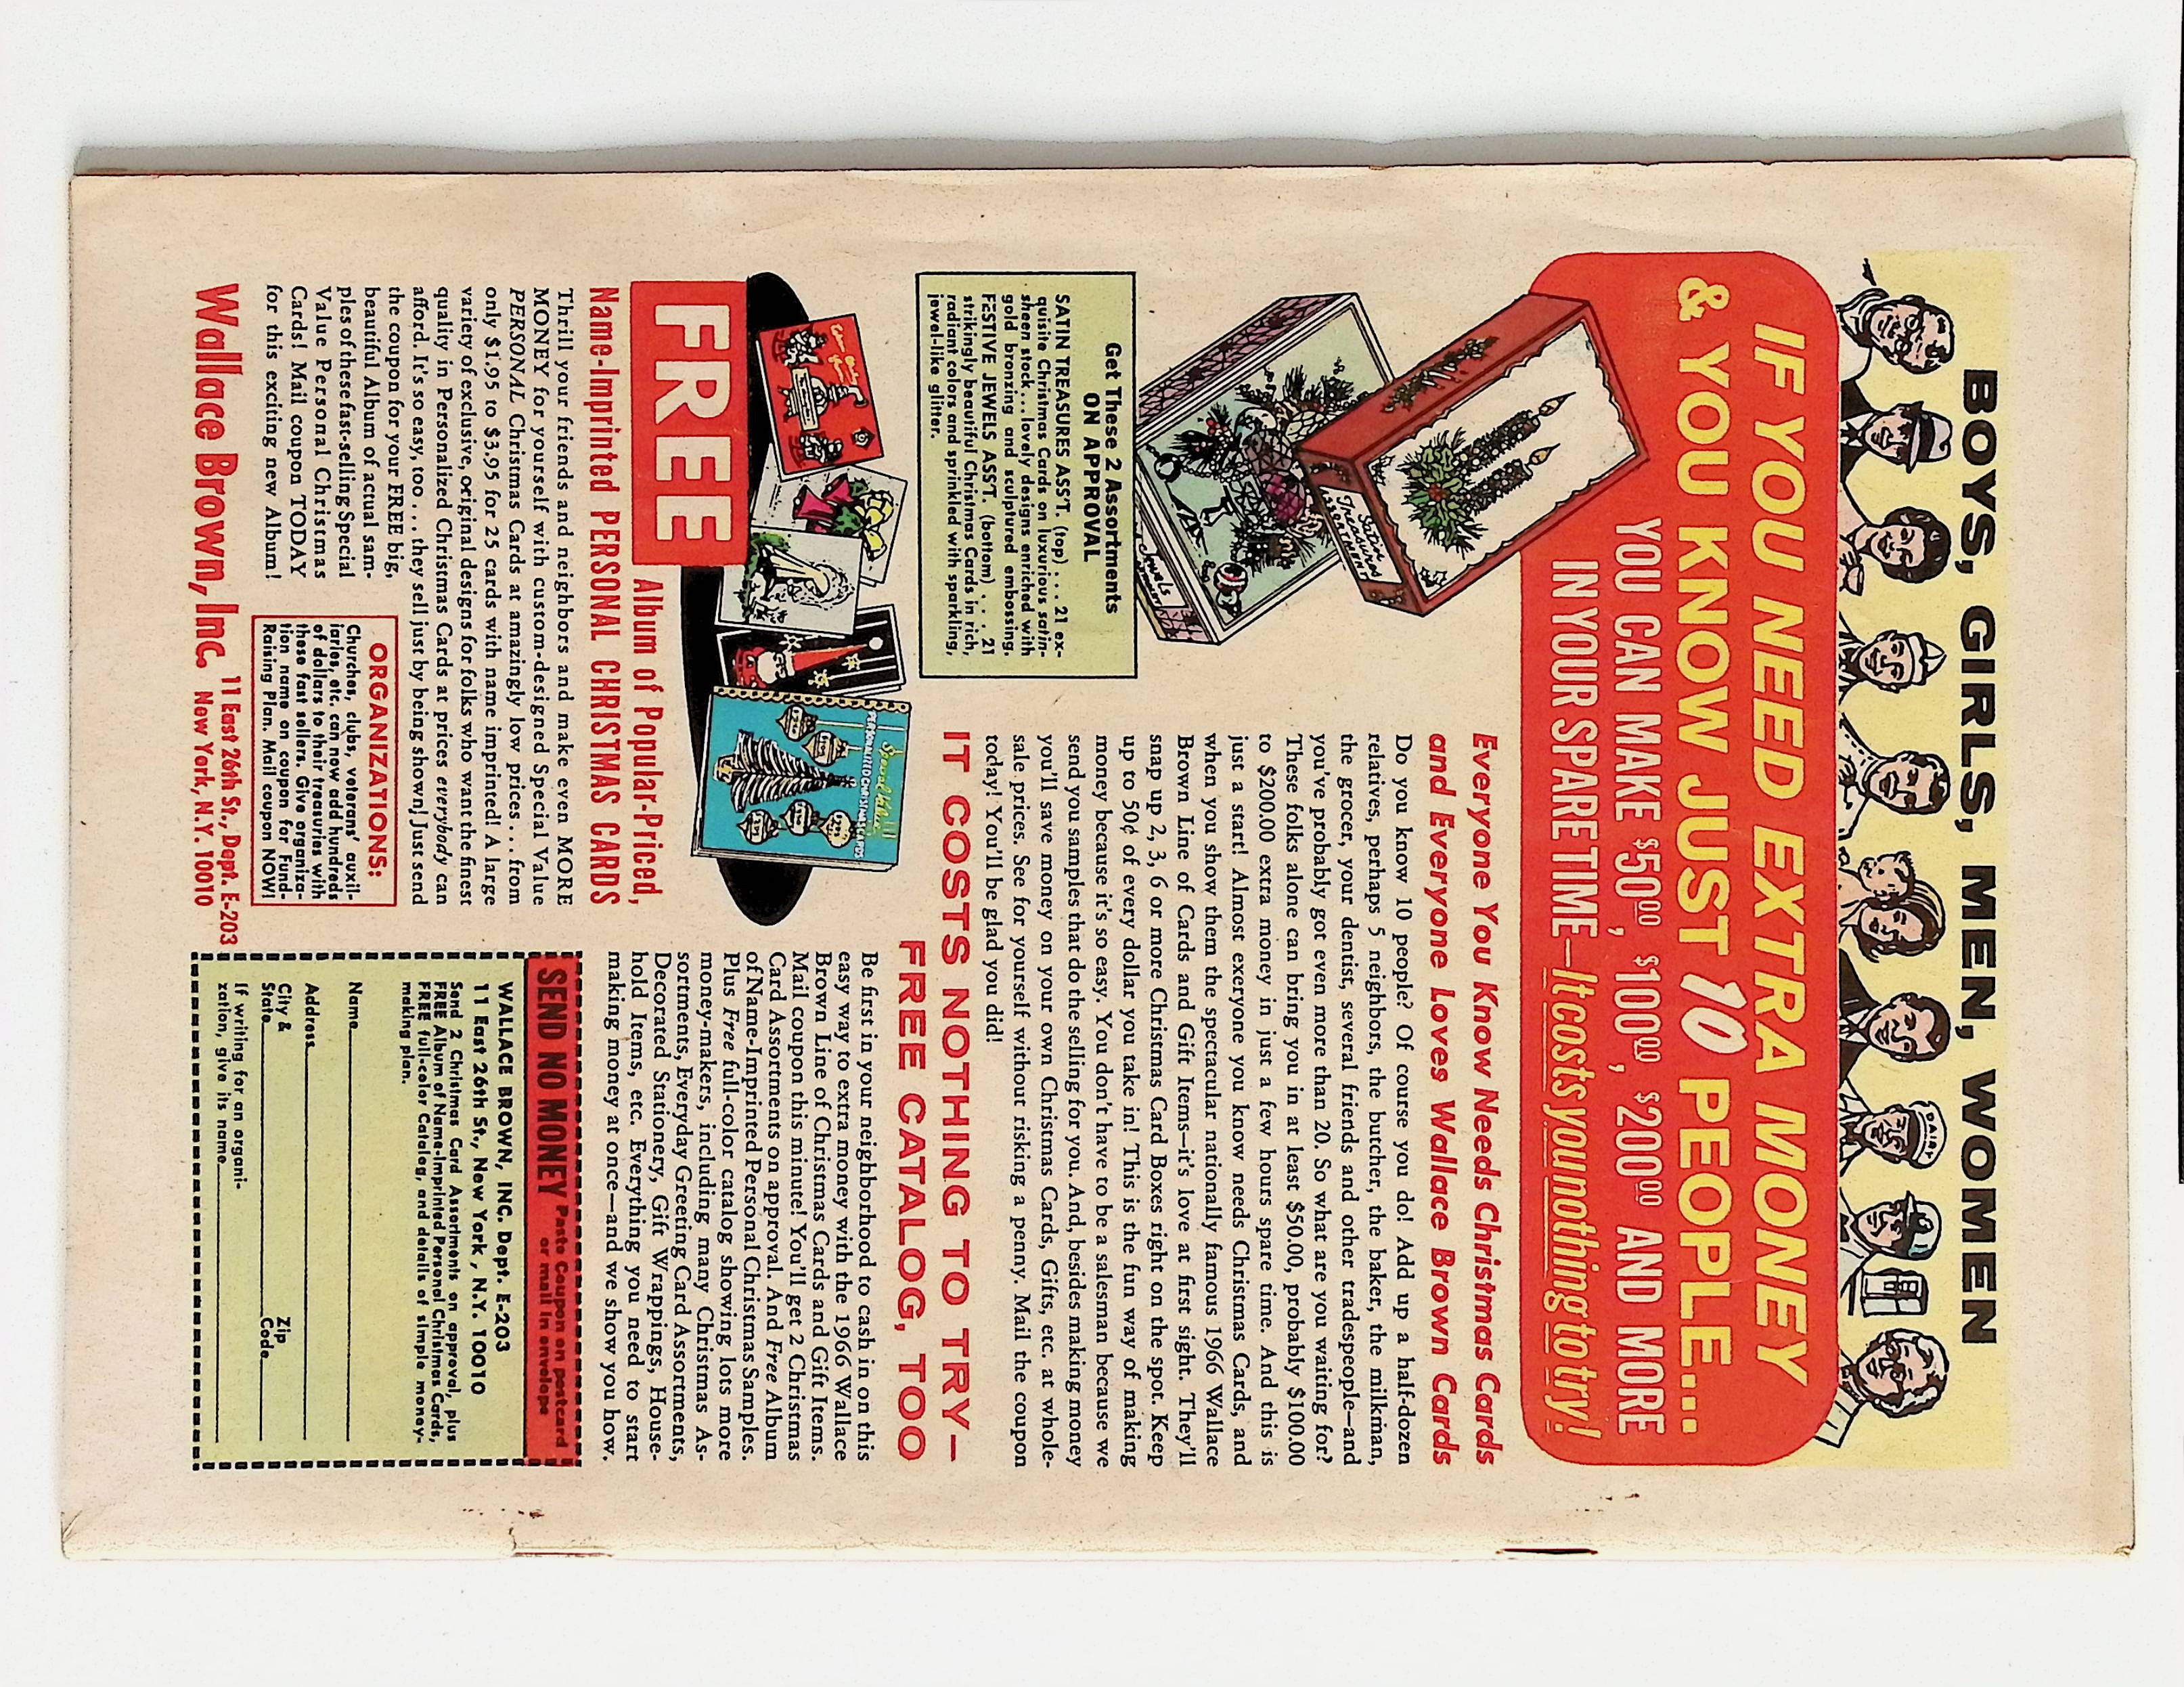 BOYS, GIRLS, MEN, WOMEN
DAIRY
IF YOU NEED EXTRA MONEY
& YOU KNOW JUST 10 PEOPLE...
YOU CAN MAKE $50.00, $100.00, $200.00 AND MORE
IN YOUR SPARE TIME—It costs you nothing to try!
Satin
Treasures
ASSORTMENT
Jewels
Get These 2 Assortments
ON APPROVAL
SATIN TREASURES ASS'T. (top) . . . 21 ex-
quisite Christmas Cards on luxurious satin-
sheen stock...lovely designs enriched with
gold bronzing and sculptured embossing.
FESTIVE JEWELS ASS'T. (bottom) . . . 21
strikingly beautiful Christmas Cards in rich,
radiant colors and sprinkled with sparkling,
jewel-like glitter.
Everyone You Know Needs Christmas Cards
and Everyone Loves Wallace Brown Cards
Do you know 10 people? Of course you do! Add up a half-dozen
relatives, perhaps 5 neighbors, the butcher, the baker, the milkman,
the grocer, your dentist, several friends and other tradespeople—and
you've probably got even more than 20. So what are you waiting for?
These folks alone can bring you in at least $50.00, probably $100.00
to $200.00 extra money in just a few hours spare time. And this is
just a start! Almost everyone you know needs Christmas Cards, and
when you show them the spectacular nationally famous 1966 Wallace
Brown Line of Cards and Gift Items—it's love at first sight. They'll
snap up 2, 3, 6 or more Christmas Card Boxes right on the spot. Keep
up to 50¢ of every dollar you take in! This is the fun way of making
money because it's so easy. You don't have to be a salesman because we
send you samples that do the selling for you. And, besides making money
you'll save money on your own Christmas Cards, Gifts, etc. at whole-
sale prices. See for yourself without risking a penny. Mail the coupon
today! You'll be glad you did!
IT COSTS NOTHING TO TRY—
FREE CATALOG, TOO
Special Value
PERSONALIZED CHRISTMAS CARDS
FREE
Album of Popular-Priced,
Name-Imprinted PERSONAL CHRISTMAS CARDS
Thrill your friends and neighbors and make even MORE
MONEY for yourself with custom-designed Special Value
PERSONAL Christmas Cards at amazingly low prices . . . from
only $1.95 to $3.95 for 25 cards with name imprinted! A large
variety of exclusive, original designs for folks who want the finest
quality in Personalized Christmas Cards at prices everybody can
afford. It's so easy, too . . . they sell just by being shown! Just send
the coupon for your FREE big,
beautiful Album of actual sam-
ples of these fast-selling Special
Value Personal Christmas
Cards! Mail coupon TODAY
for this exciting new Album!
ORGANIZATIONS:
Churches, clubs, veterans' auxil-
iaries, etc. can now add hundreds
of dollars to their treasuries with
these fast sellers. Give organiza-
tion name on coupon for Fund-
Raising Plan. Mail coupon NOW!
Wallace Brown, Inc.
11 East 26th St., Dept. E-203
New York, N.Y. 10010
Be first in your neighborhood to cash in on this
easy way to extra money with the 1966 Wallace
Brown Line of Christmas Cards and Gift Items.
Mail coupon this minute! You'll get 2 Christmas
Card Assortments on approval. And Free Album
of Name-Imprinted Personal Christmas Samples.
Plus Free full-color catalog showing lots more
money-makers, including many Christmas As-
sortments, Everyday Greeting Card Assortments,
Decorated Stationery, Gift Wrappings, House-
hold Items, etc. Everything you need to start
making money at once—and we show you how.
SEND NO MONEY Paste Coupon on postcard
or mail in envelope
WALLACE BROWN, INC. Dept. E-203
11 East 26th St., New York, N.Y. 10010
Send 2 Christmas Card Assortments on approval, plus
FREE Album of Name-Imprinted Personal Christmas Cards,
FREE full-color Catalog, and details of simple money-
making plan.
Name
Address
City &
State
Zip
Code
If writing for an organi-
zation, give its name